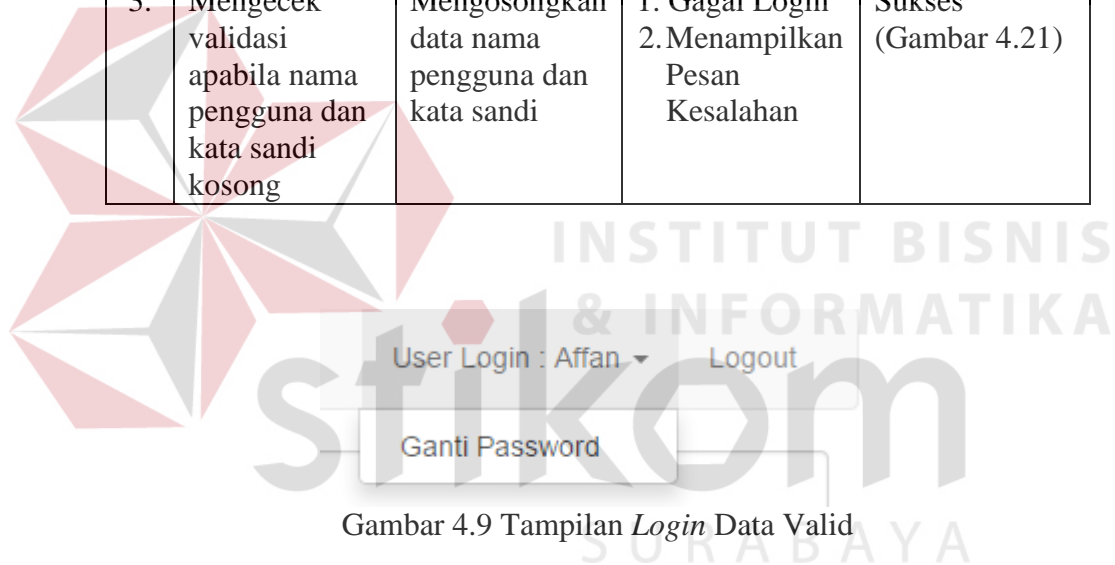 3. Mengecek Mengosongkan 1. Gagal Login Sukses
validasi data nama 2. Menampilkan (Gambar 4.21)
apabila nama pengguna dan Pesan
pengguna dan kata sandi Kesalahan
kata sandi
kosong
INSTITUT BISNIS
& INFORMATIKA
stikom
User Login : Affan Logout
Ganti Password
Gambar 4.9 Tampilan Login Data Valid
SURABAYA